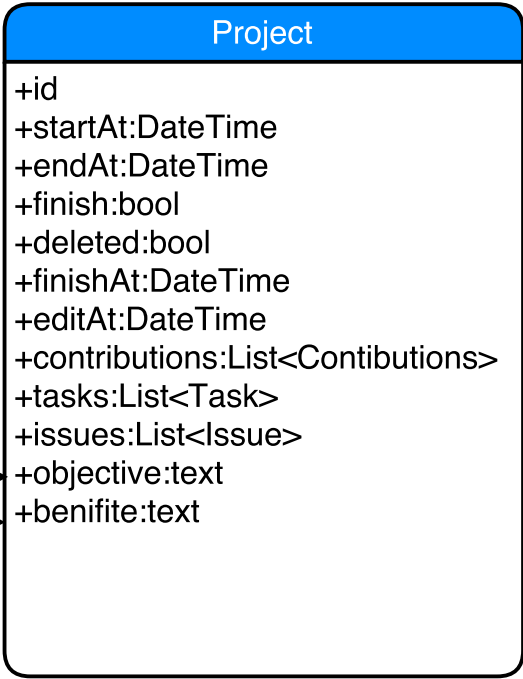 Project
+id
+startAt:DateTime
+endAt:DateTime
+finish:bool
+deleted:bool
+finishAt:DateTime
+editAt:DateTime
+contributions:List<Contibutions>
+tasks:List<Task>
+issues:List<Issue>
+objective:text
+benifite:text